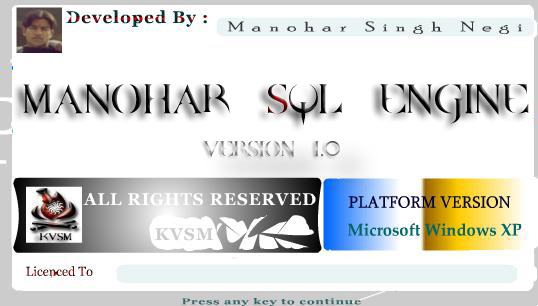 Developed By :
Manohar Singh Negi
MANOHAR SQL ENGINE
VERSION 1.0
ALL RIGHTS RESERVED
KVSM
KVSM
PLATFORM VERSION
Microsoft Windows XP
Licenced To
Press any key to continue